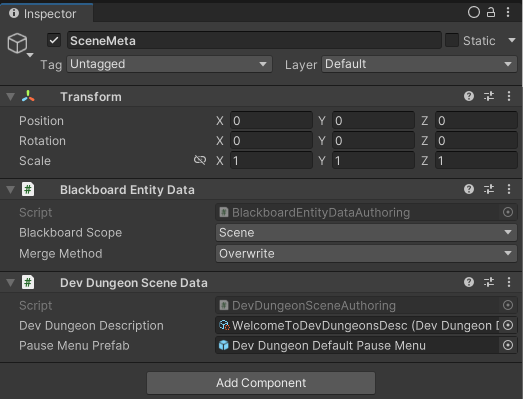 Inspector
SceneMeta Static
Tag Untagged Layer Default
Transform
Position X 0 Y 0 Z 0
Rotation X 0 Y 0 Z 0
Scale X 1 Y 1 Z 1
# Blackboard Entity Data
Script # BlackboardEntityDataAuthoring
Blackboard Scope Scene
Merge Method Overwrite
# Dev Dungeon Scene Data
Script # DevDungeonSceneAuthoring
Dev Dungeon Description WelcomeToDevDungeonsDesc (Dev Dungeon D
Pause Menu Prefab Dev Dungeon Default Pause Menu
Add Component